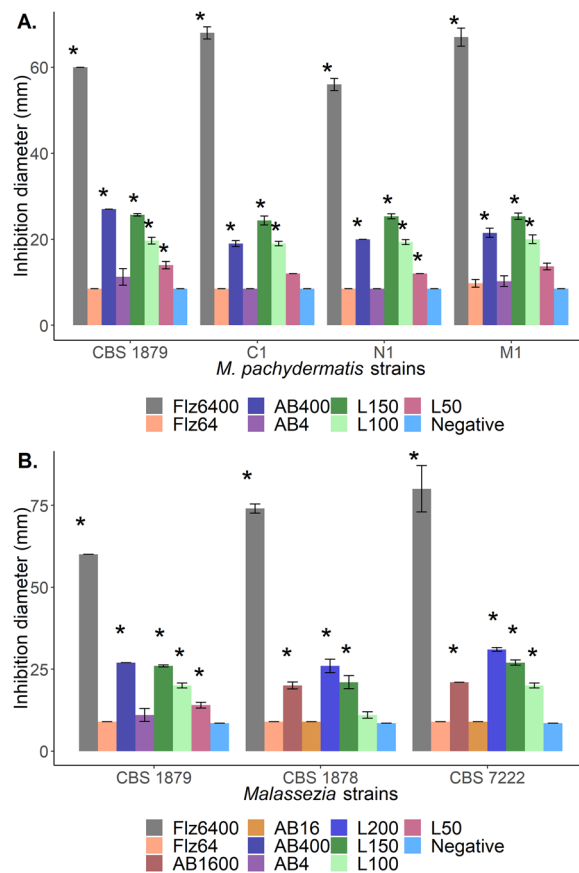 A.
Inhibition diameter (mm)
60
40
20
0
* * * * * * * * * * * * * * * * * *
CBS 1879 C1 N1 M1
M. pachydermatis strains
Flz6400 AB400 L150 L50
Flz64 AB4 L100 Negative
B.
Inhibition diameter (mm)
75
50
25
0
* * * * * * * * * * * * * *
CBS 1879 CBS 1878 CBS 7222
Malassezia strains
Flz6400 AB16 L200 L50
Flz64 AB400 L150 Negative
AB1600 AB4 L100